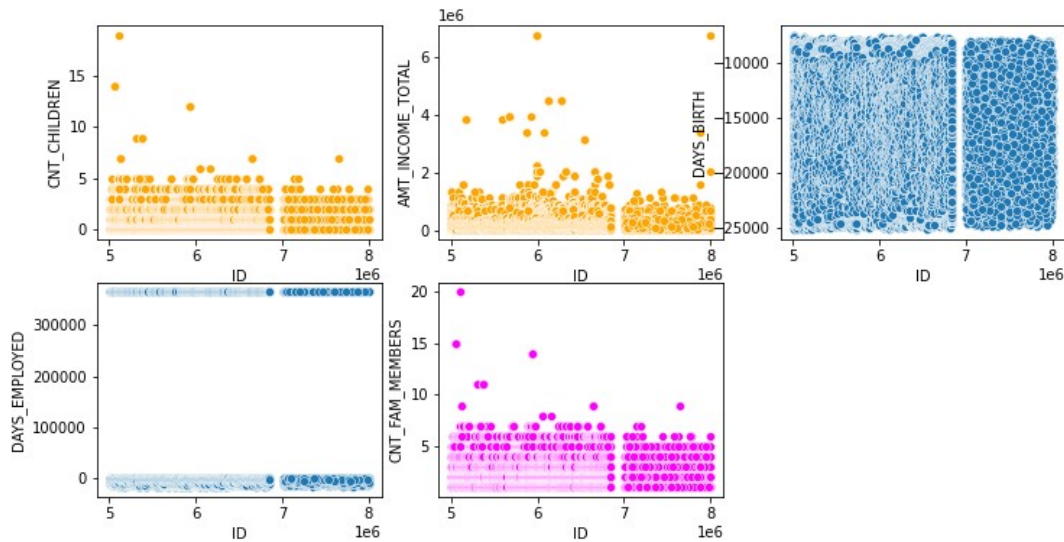 CNT_CHILDREN
15
10
5
0
5
6
7
8
ID
1e6
AMT_INCOME_TOTAL
1e6
6
4
2
0
5
6
7
8
ID
1e6
DAYS_BIRTH
−10000
−15000
−20000
−25000
5
6
7
8
ID
1e6
DAYS_EMPLOYED
300000
200000
100000
0
5
6
7
8
ID
1e6
CNT_FAM_MEMBERS
20
15
10
5
5
6
7
8
ID
1e6